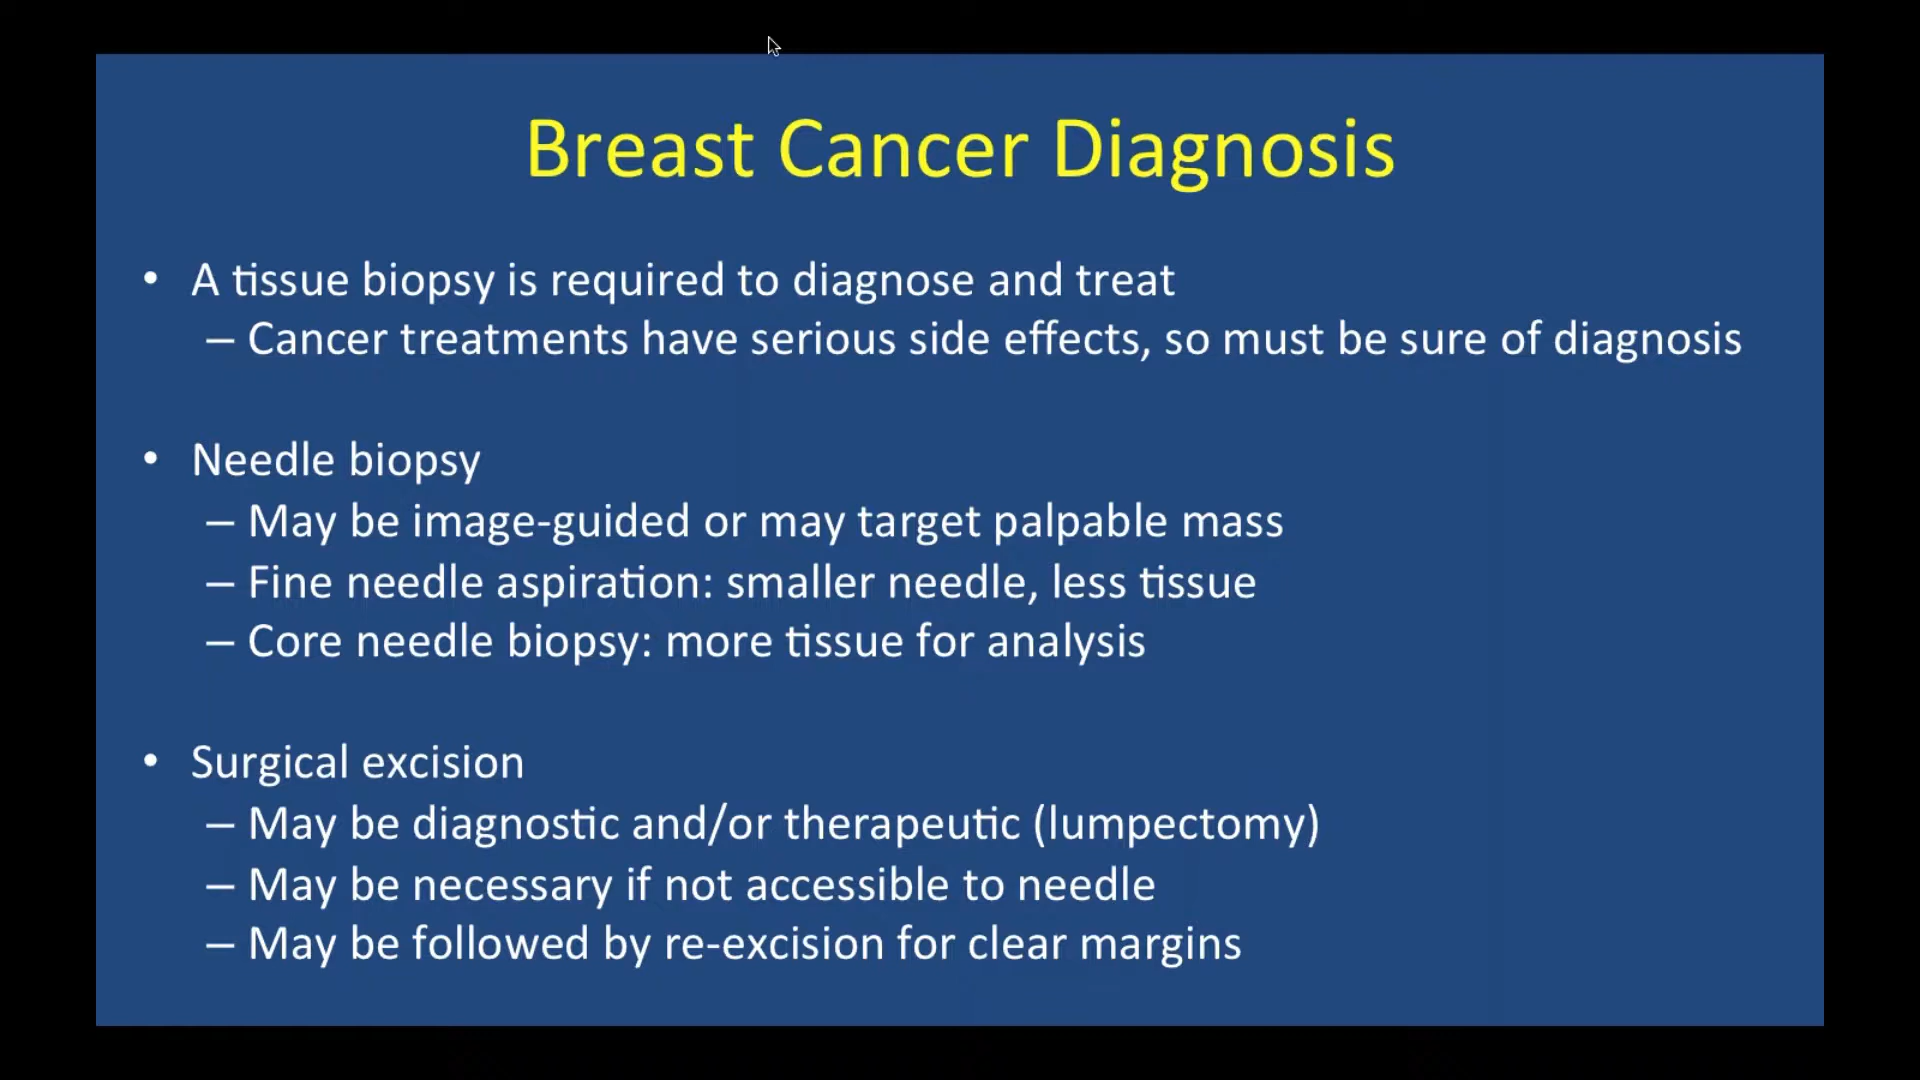 Breast Cancer Diagnosis
• A tissue biopsy is required to diagnose and treat
– Cancer treatments have serious side effects, so must be sure of diagnosis
• Needle biopsy
– May be image-guided or may target palpable mass
– Fine needle aspiration: smaller needle, less tissue
– Core needle biopsy: more tissue for analysis
• Surgical excision
– May be diagnostic and/or therapeutic (lumpectomy)
– May be necessary if not accessible to needle
– May be followed by re-excision for clear margins